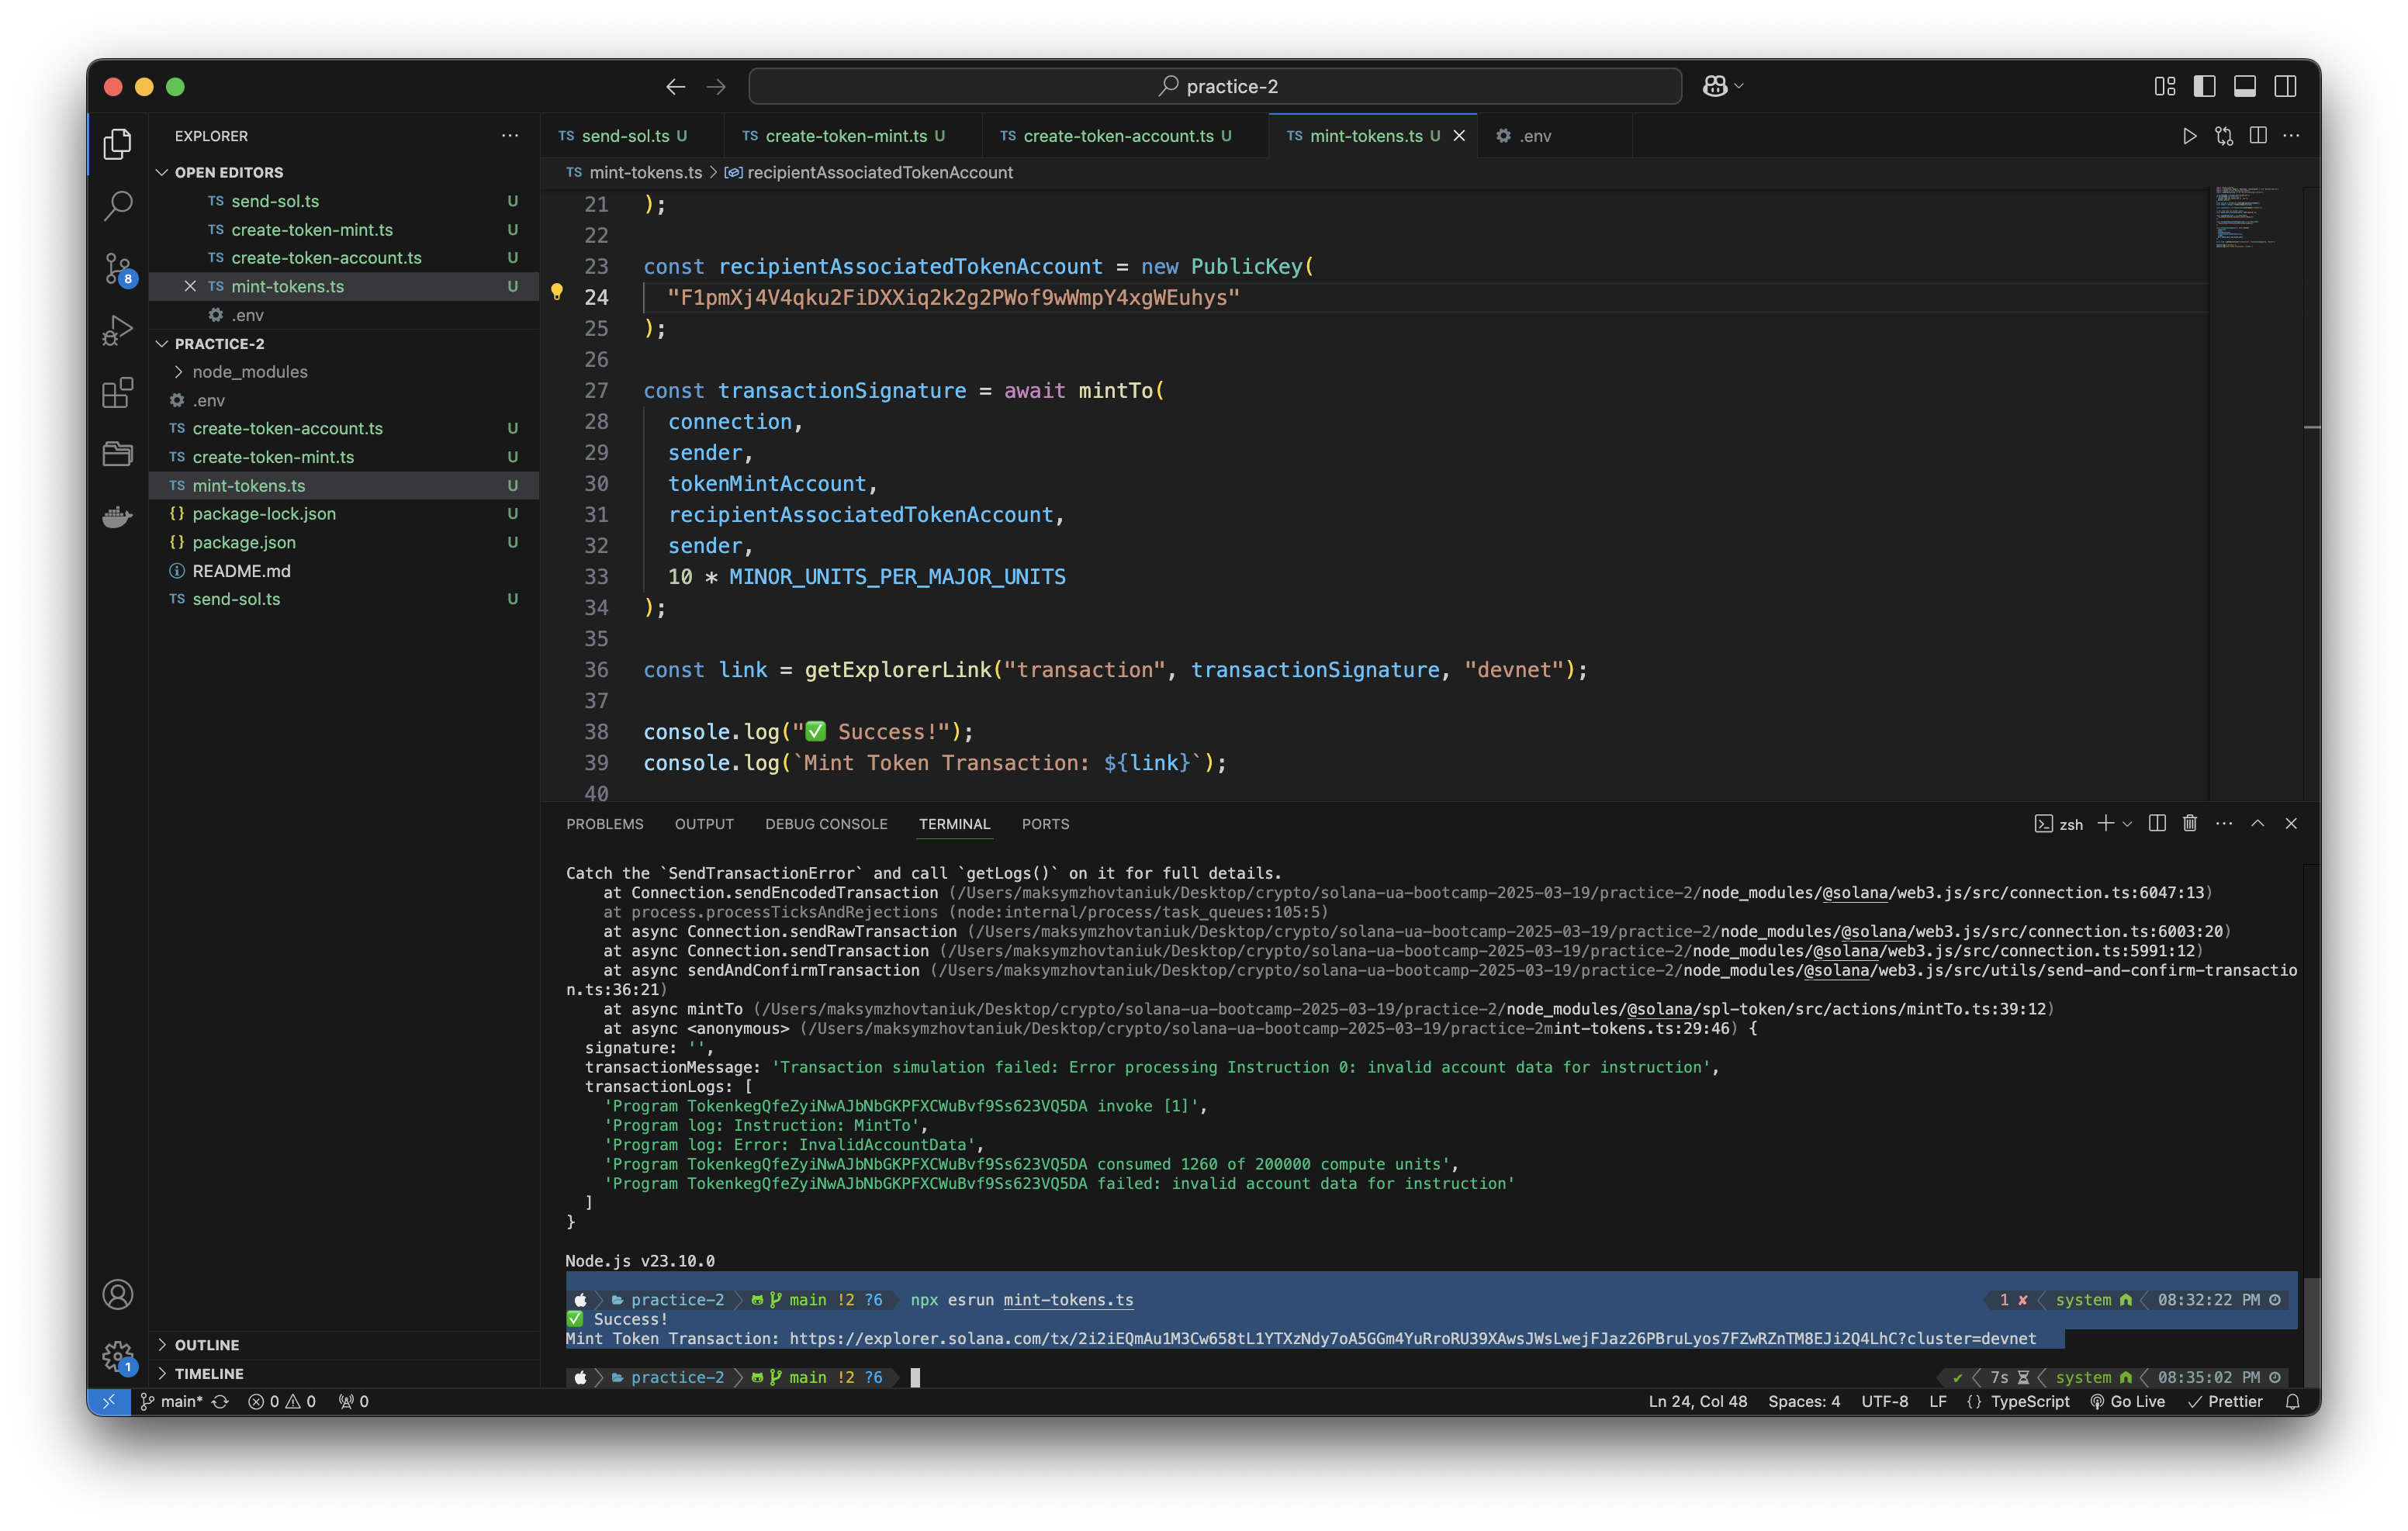 practice-2
EXPLORER
OPEN EDITORS
TS send-sol.ts U
TS create-token-mint.ts U
TS create-token-account.ts U
TS mint-tokens.ts U
.env
PRACTICE-2
node_modules
.env
TS create-token-account.ts U
TS create-token-mint.ts U
TS mint-tokens.ts U
{} package-lock.json U
{} package.json U
README.md
TS send-sol.ts U
OUTLINE
TIMELINE
8
1
TS send-sol.ts U TS create-token-mint.ts U TS create-token-account.ts U TS mint-tokens.ts U .env
TS mint-tokens.ts > recipientAssociatedTokenAccount
21 );
22
23 const recipientAssociatedTokenAccount = new PublicKey(
24 "F1pmXj4V4qku2FiDXXiq2k2g2PWof9wWmpY4xgWEuhys"
25 );
26
27 const transactionSignature = await mintTo(
28 connection,
29 sender,
30 tokenMintAccount,
31 recipientAssociatedTokenAccount,
32 sender,
33 10 * MINOR_UNITS_PER_MAJOR_UNITS
34 );
35
36 const link = getExplorerLink("transaction", transactionSignature, "devnet");
37
38 console.log("✅ Success!");
39 console.log(`Mint Token Transaction: ${link}`);
40
PROBLEMS OUTPUT DEBUG CONSOLE TERMINAL PORTS zsh
Catch the `SendTransactionError` and call `getLogs()` on it for full details.
at Connection.sendEncodedTransaction (/Users/maksymzhovtaniuk/Desktop/crypto/solana-ua-bootcamp-2025-03-19/practice-2/node_modules/@solana/web3.js/src/connection.ts:6047:13)
at process.processTicksAndRejections (node:internal/process/task_queues:105:5)
at async Connection.sendRawTransaction (/Users/maksymzhovtaniuk/Desktop/crypto/solana-ua-bootcamp-2025-03-19/practice-2/node_modules/@solana/web3.js/src/connection.ts:6003:20)
at async Connection.sendTransaction (/Users/maksymzhovtaniuk/Desktop/crypto/solana-ua-bootcamp-2025-03-19/practice-2/node_modules/@solana/web3.js/src/connection.ts:5991:12)
at async sendAndConfirmTransaction (/Users/maksymzhovtaniuk/Desktop/crypto/solana-ua-bootcamp-2025-03-19/practice-2/node_modules/@solana/web3.js/src/utils/send-and-confirm-transactio
n.ts:36:21)
at async mintTo (/Users/maksymzhovtaniuk/Desktop/crypto/solana-ua-bootcamp-2025-03-19/practice-2/node_modules/@solana/spl-token/src/actions/mintTo.ts:39:12)
at async <anonymous> (/Users/maksymzhovtaniuk/Desktop/crypto/solana-ua-bootcamp-2025-03-19/practice-2mint-tokens.ts:29:46) {
signature: '',
transactionMessage: 'Transaction simulation failed: Error processing Instruction 0: invalid account data for instruction',
transactionLogs: [
'Program TokenkegQfeZyiNwAJbNbGKPFXCWuBvf9Ss623VQ5DA invoke [1]',
'Program log: Instruction: MintTo',
'Program log: Error: InvalidAccountData',
'Program TokenkegQfeZyiNwAJbNbGKPFXCWuBvf9Ss623VQ5DA consumed 1260 of 200000 compute units',
'Program TokenkegQfeZyiNwAJbNbGKPFXCWuBvf9Ss623VQ5DA failed: invalid account data for instruction'
]
}
Node.js v23.10.0
practice-2 main !2 ?6 npx esrun mint-tokens.ts 1 ✘ system 08:32:22 PM
✅ Success!
Mint Token Transaction: https://explorer.solana.com/tx/2i2iEQmAu1M3Cw658tL1YTXzNdy7oA5GGm4YuRroRU39XAwsJWsLwejFJaz26PBruLyos7FZwRZnTM8EJi2Q4LhC?cluster=devnet
practice-2 main !2 ?6 ✔ 7s system 08:35:02 PM
main* 0 0 0 Ln 24, Col 48 Spaces: 4 UTF-8 LF {} TypeScript Go Live Prettier